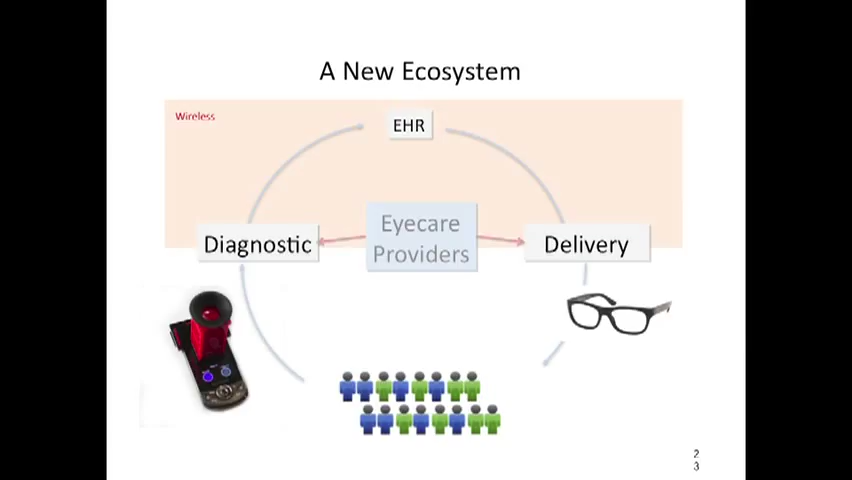 A New Ecosystem
Wireless
EHR
Eyecare
Providers
Diagnostic
Delivery
2
3